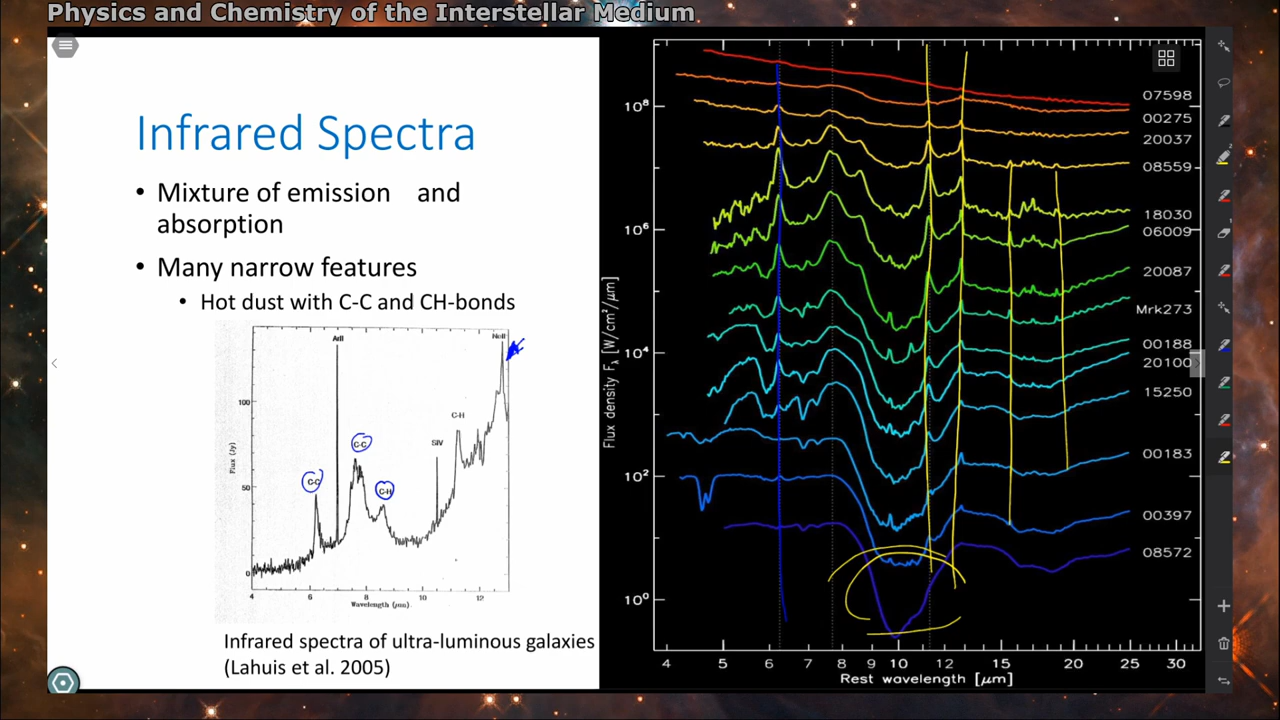 Physics and Chemistry of the Interstellar Medium
Infrared Spectra
• Mixture of emission and
absorption
• Many narrow features
• Hot dust with C-C and CH-bonds
ArII
NeII
C-C
C-C
C-H
SIV
C-H
100
50
0
Flux (Jy)
4 6 8 10 12
Wavelength (μm)
Infrared spectra of ultra-luminous galaxies
(Lahuis et al. 2005)
Flux density Fλ [W/cm²/μm]
10⁸
10⁶
10⁴
10²
10⁰
07598
00275
20037
08559
18030
06009
20087
Mrk273
00188
20100
15250
00183
00397
08572
4 5 6 7 8 9 10 12 15 20 25 30
Rest wavelength [μm]